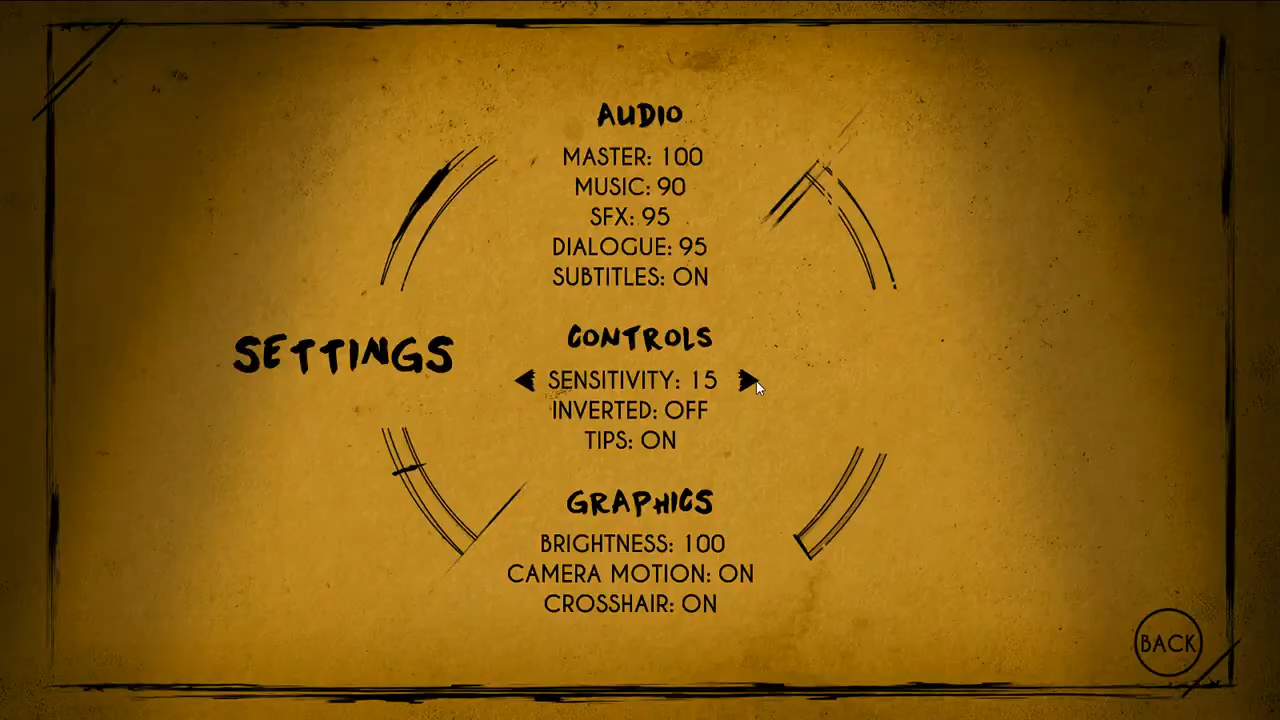 AUDIO
MASTER: 100
MUSIC: 90
SFX: 95
DIALOGUE: 95
SUBTITLES: ON
SETTINGS
CONTROLS
SENSITIVITY: 15
INVERTED: OFF
TIPS: ON
GRAPHICS
BRIGHTNESS: 100
CAMERA MOTION: ON
CROSSHAIR: ON
BACK